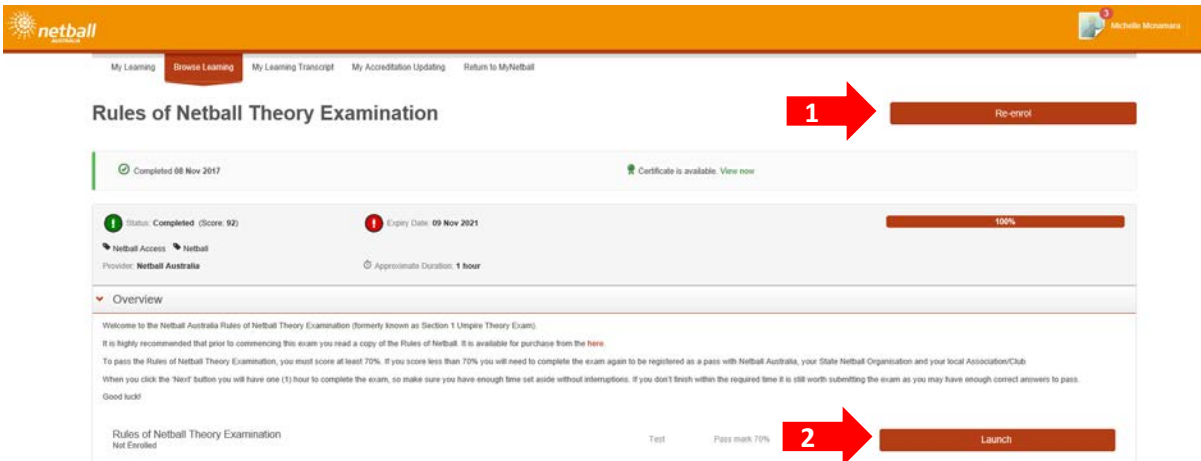 netball
AUSTRALIA
3
Michelle Mcnamara
My Learning Browse Learning My Learning Transcript My Accreditation Updating Return to MyNetball
Rules of Netball Theory Examination
1
Re-enrol
Completed 08 Nov 2017
Certificate is available. View now
Status: Completed (Score: 92)
Expiry Date: 09 Nov 2021
100%
Netball Access Netball
Provider: Netball Australia
Approximate Duration: 1 hour
Overview
Welcome to the Netball Australia Rules of Netball Theory Examination (formerly known as Section 1 Umpire Theory Exam).
It is highly recommended that prior to commencing this exam you read a copy of the Rules of Netball. It is available for purchase from the here.
To pass the Rules of Netball Theory Examination, you must score at least 70%. If you score less than 70% you will need to complete the exam again to be registered as a pass with Netball Australia, your State Netball Organisation and your local Association/Club
When you click the 'Next' button you will have one (1) hour to complete the exam, so make sure you have enough time set aside without interruptions. If you don't finish within the required time it is still worth submitting the exam as you may have enough correct answers to pass.
Good luck!
Rules of Netball Theory Examination
Not Enrolled
Test
Pass mark 70%
2
Launch